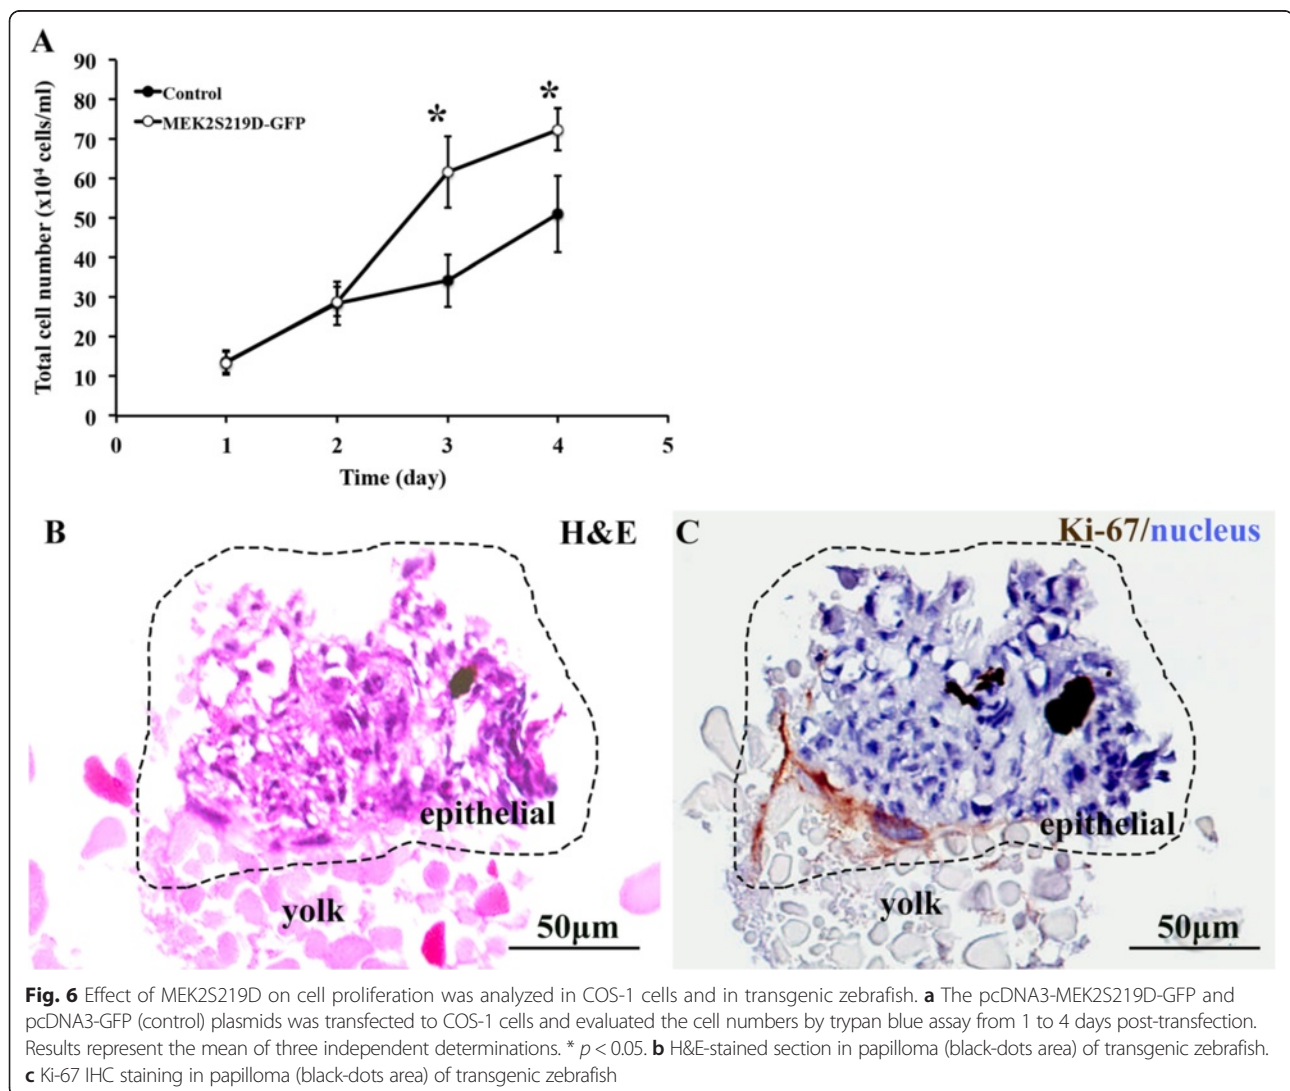 A
90
80
70
60
50
40
30
20
10
0
Total cell number (x10⁴ cells/ml)
Control
MEK2S219D-GFP
*
*
0 1 2 3 4 5
Time (day)
B
H&E
epithelial
yolk
50μm
C
Ki-67/nucleus
epithelial
yolk
50μm
Fig. 6 Effect of MEK2S219D on cell proliferation was analyzed in COS-1 cells and in transgenic zebrafish. a The pcDNA3-MEK2S219D-GFP and
pcDNA3-GFP (control) plasmids was transfected to COS-1 cells and evaluated the cell numbers by trypan blue assay from 1 to 4 days post-transfection.
Results represent the mean of three independent determinations. * p < 0.05. b H&E-stained section in papilloma (black-dots area) of transgenic zebrafish.
c Ki-67 IHC staining in papilloma (black-dots area) of transgenic zebrafish